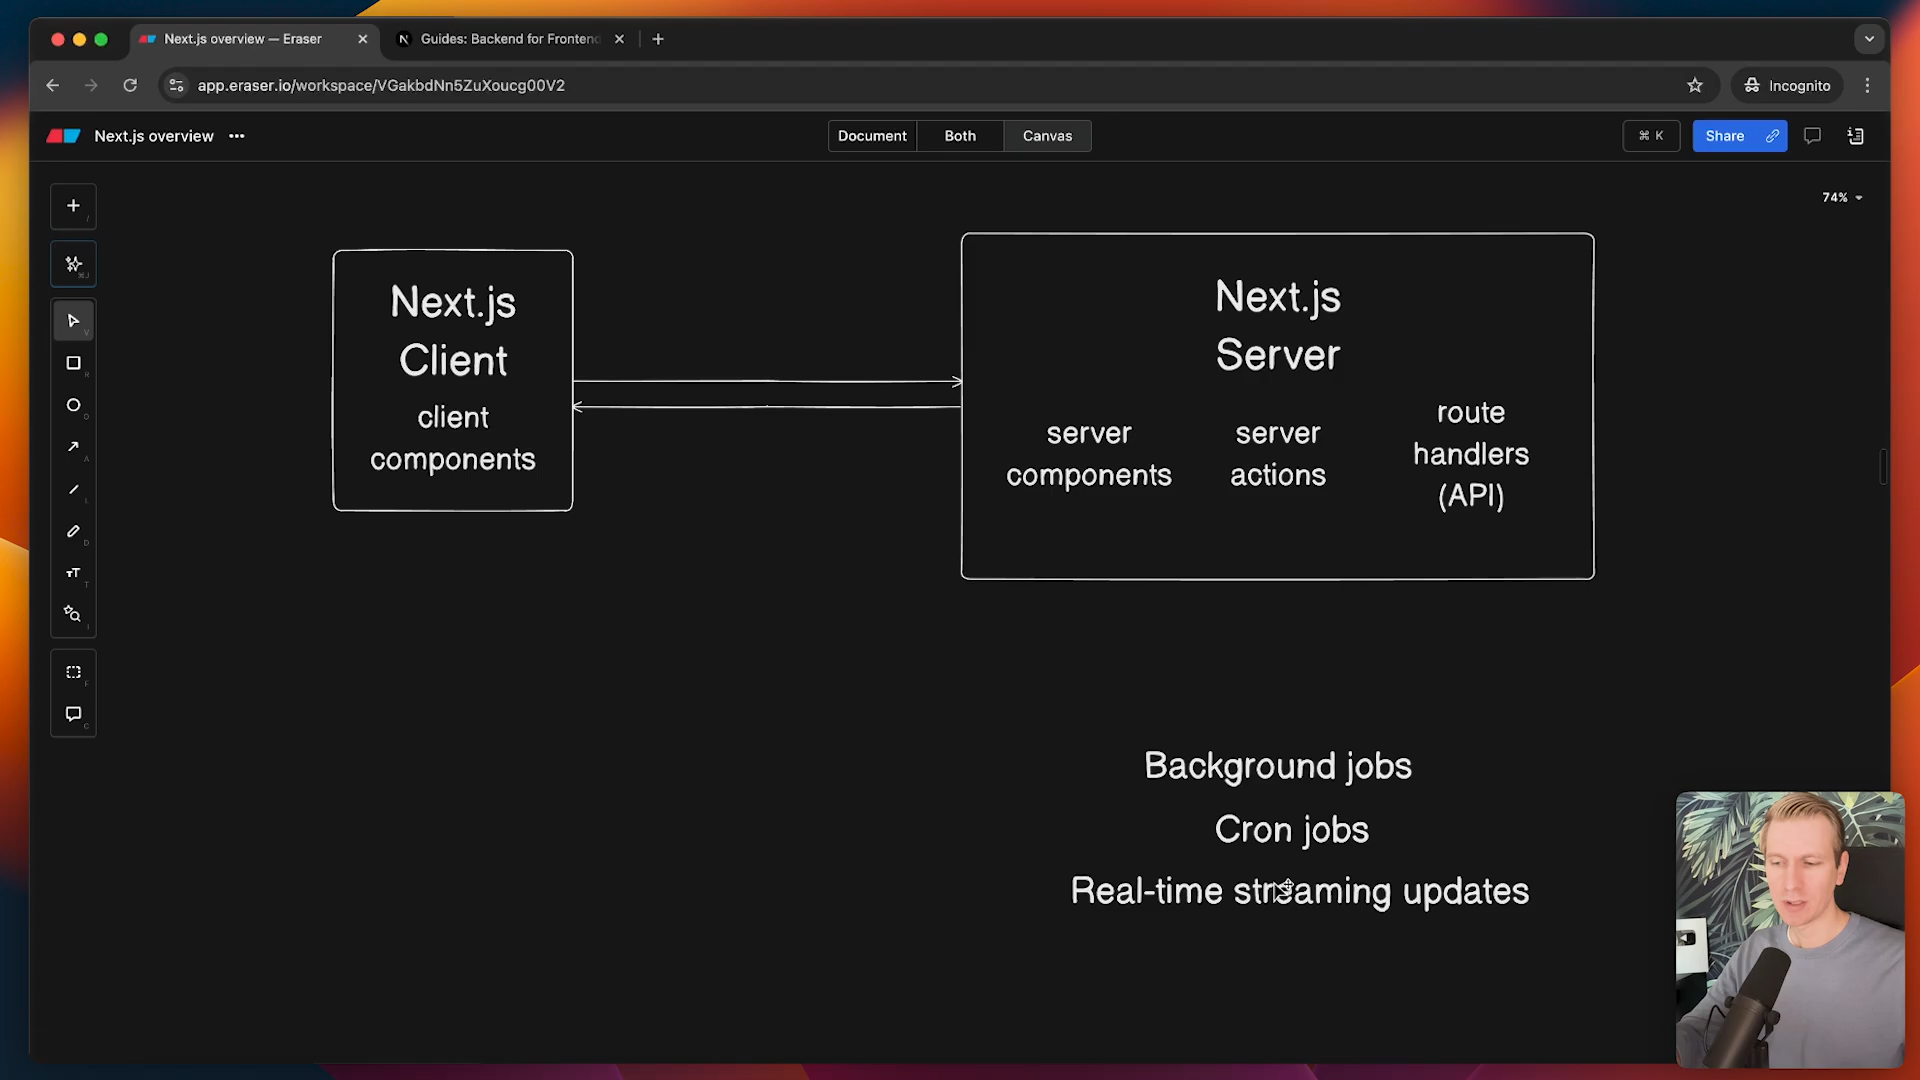 Next.js overview — Eraser
Guides: Backend for Frontend
app.eraser.io/workspace/VGakbdNn5ZuXoucg00V2
Incognito
Next.js overview
Document
Both
Canvas
⌘ K
Share
74%
Next.js
Client
client
components
Next.js
Server
server
components
server
actions
route
handlers
(API)
Background jobs
Cron jobs
Real-time streaming updates